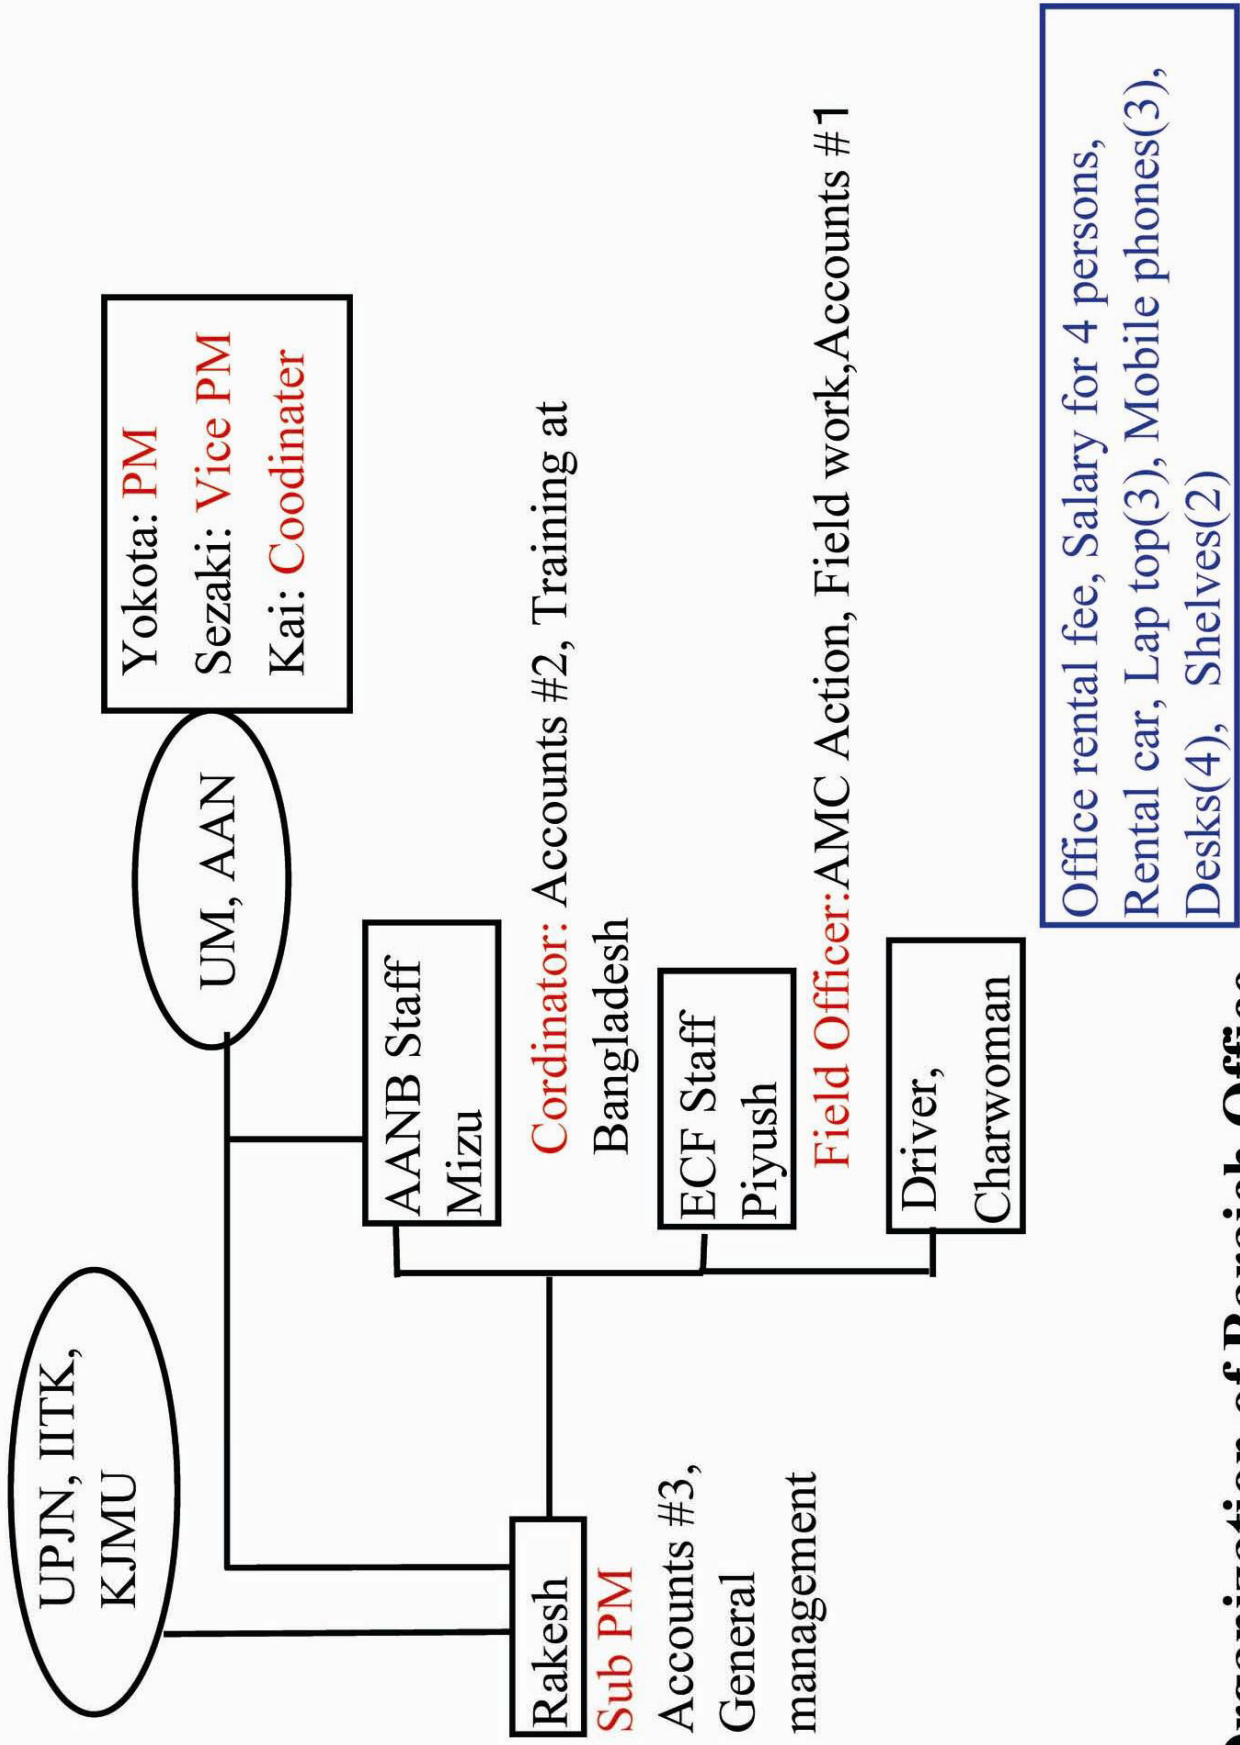 UPJN, IITK,
KJMU
UM, AAN
Yokota: PM
Sezaki: Vice PM
Kai: Coodinater
AANB Staff
Mizu
Cordinator: Accounts #2, Training at
Bangladesh
Rakesh
Sub PM
Accounts #3,
General
management
ECF Staff
Piyush
Field Officer:AMC Action, Field work,Accounts #1
Driver,
Charwoman
Office rental fee, Salary for 4 persons,
Rental car, Lap top(3), Mobile phones(3),
Desks(4), Shelves(2)
of Office